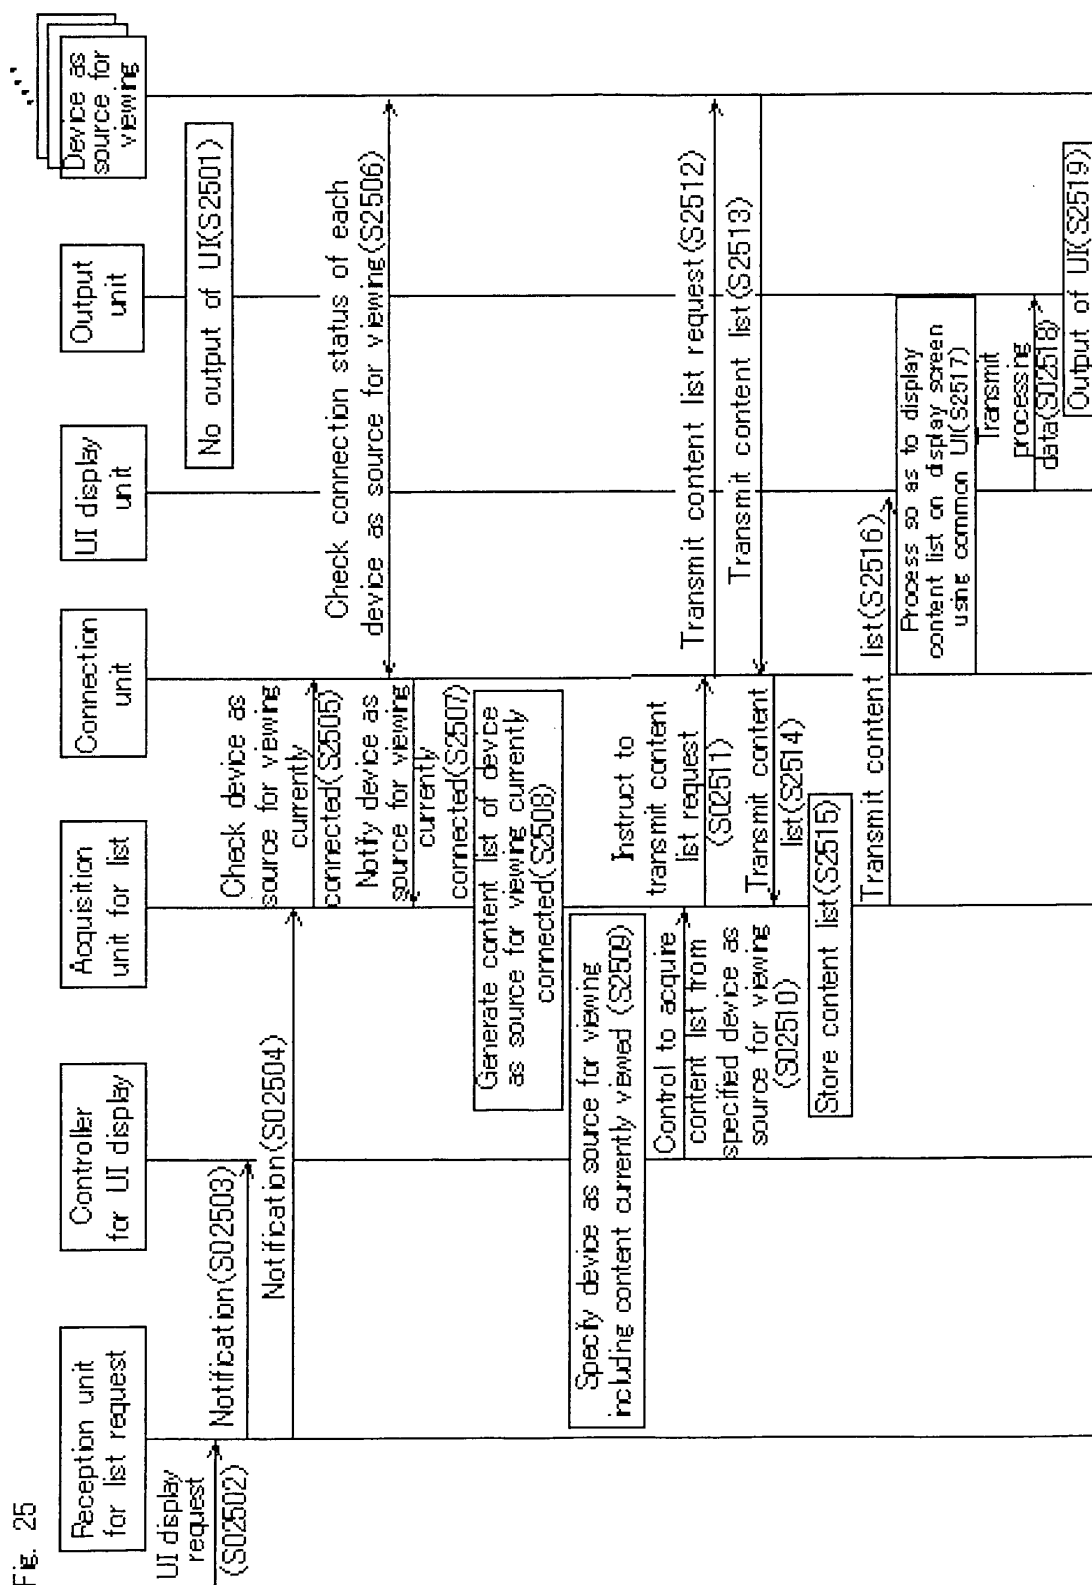 Fig. 25
Reception unit
for list request
Controller
for UI display
Acquisition
unit for list
Connection
unit
UI display
unit
Output
unit
Device as
source for
viewing
No output of UI(S2501)
UI display
request
(S02502)
Notification(S02503)
Notification(S02504)
Check device as
source for viewing
currently
connected(S2505)
Check connection status of each
device as source for viewing(S2506)
Notify device as
source for viewing
currently
connected(S2507)
Generate content list of device
as source for viewing currently
connected(S2508)
Specify device as source for viewing
including content currently viewed (S2509)
Control to acquire
content list from
specified device as
source for viewing
(S02510)
Instruct to
transmit content
list request
(S02511)
Transmit content list request(S2512)
Transmit content list(S2513)
Transmit content
list(S2514)
Store content list(S2515)
Transmit content list(S2516)
Process so as to display
content list on display screen
using common UI(S2517)
Transmit
processing
data(S02518)
Output of UI(S2519)